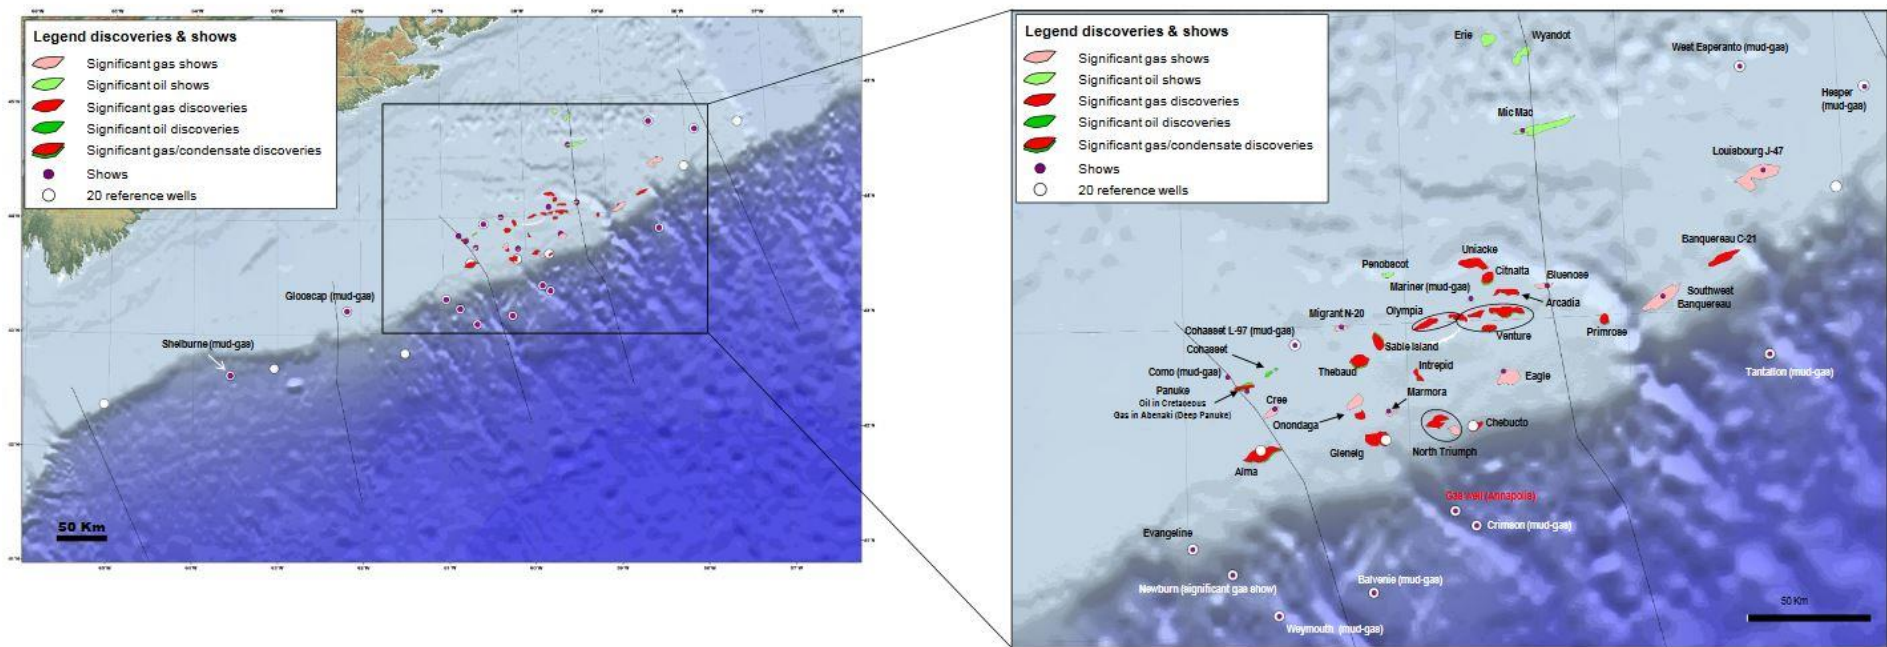 Legend discoveries & shows
Significant gas shows
Significant oil shows
Significant gas discoveries
Significant oil discoveries
Significant gas/condensate discoveries
Shows
20 reference wells
Glooscap (mud-gas)
Shelburne (mud-gas)
50 Km
Legend discoveries & shows
Significant gas shows
Significant oil shows
Significant gas discoveries
Significant oil discoveries
Significant gas/condensate discoveries
Shows
20 reference wells
Erie
Wyandot
West Esperanto (mud-gas)
Hesper
(mud-gas)
Mic Mac
Louisbourg J-47
Banquereau C-21
Uniacke
Penobscot
Citnalta
Bluenose
Mariner (mud-gas)
Southwest
Banquereau
Arcadia
Olympia
Migrant N-20
Primrose
Cohasset L-97 (mud-gas)
Venture
Sable Island
Cohasset
Thebaud
Intrepid
Como (mud-gas)
Eagle
Tantallon (mud-gas)
Panuke
Oil in Cretaceous
Gas in Abenaki (Deep Panuke)
Cree
Marmora
Onondaga
Chebucto
Glenelg
North Triumph
Alma
Gas well (Annapolis)
Crimson (mud-gas)
Evangeline
Newburn (significant gas show)
Balvenie (mud-gas)
Weymouth (mud-gas)
50 Km